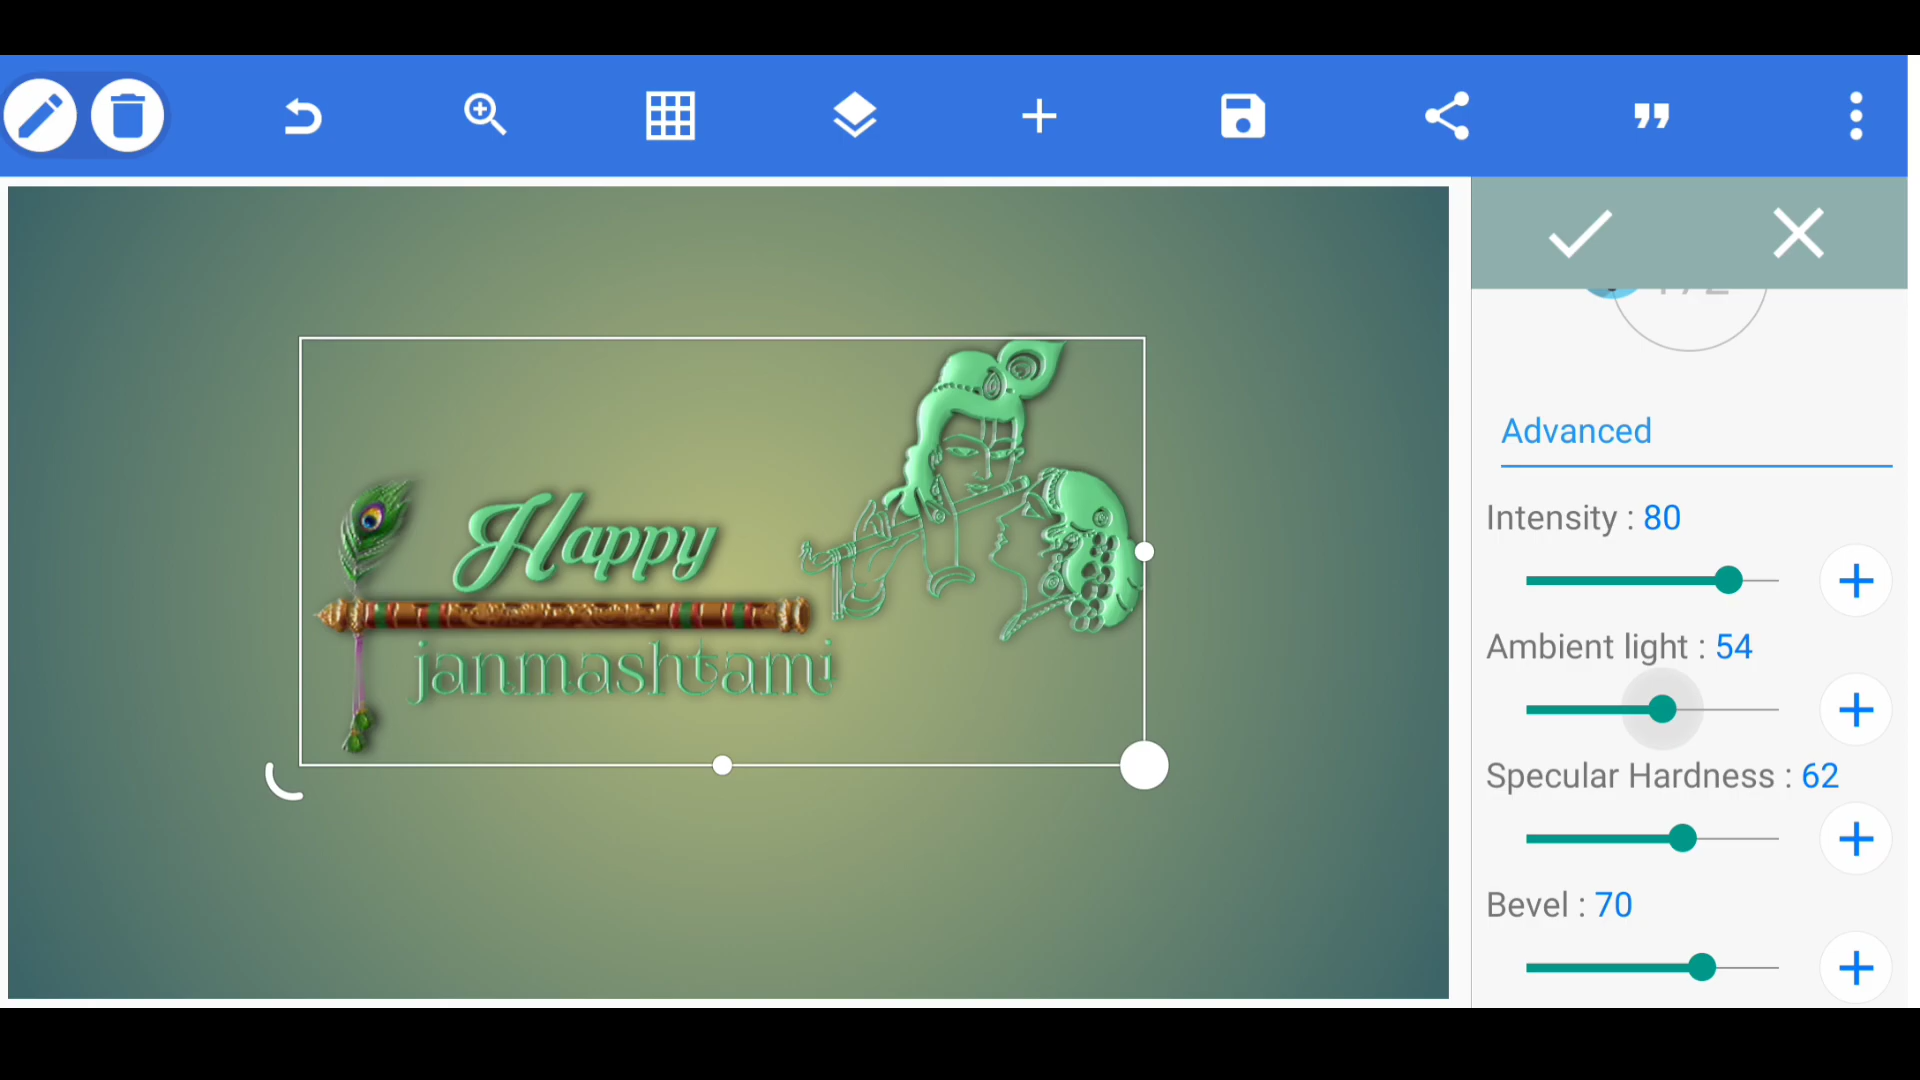 Advanced
Intensity : 80
Ambient light : 54
Specular Hardness : 62
Bevel : 70
Happy
janmashtami